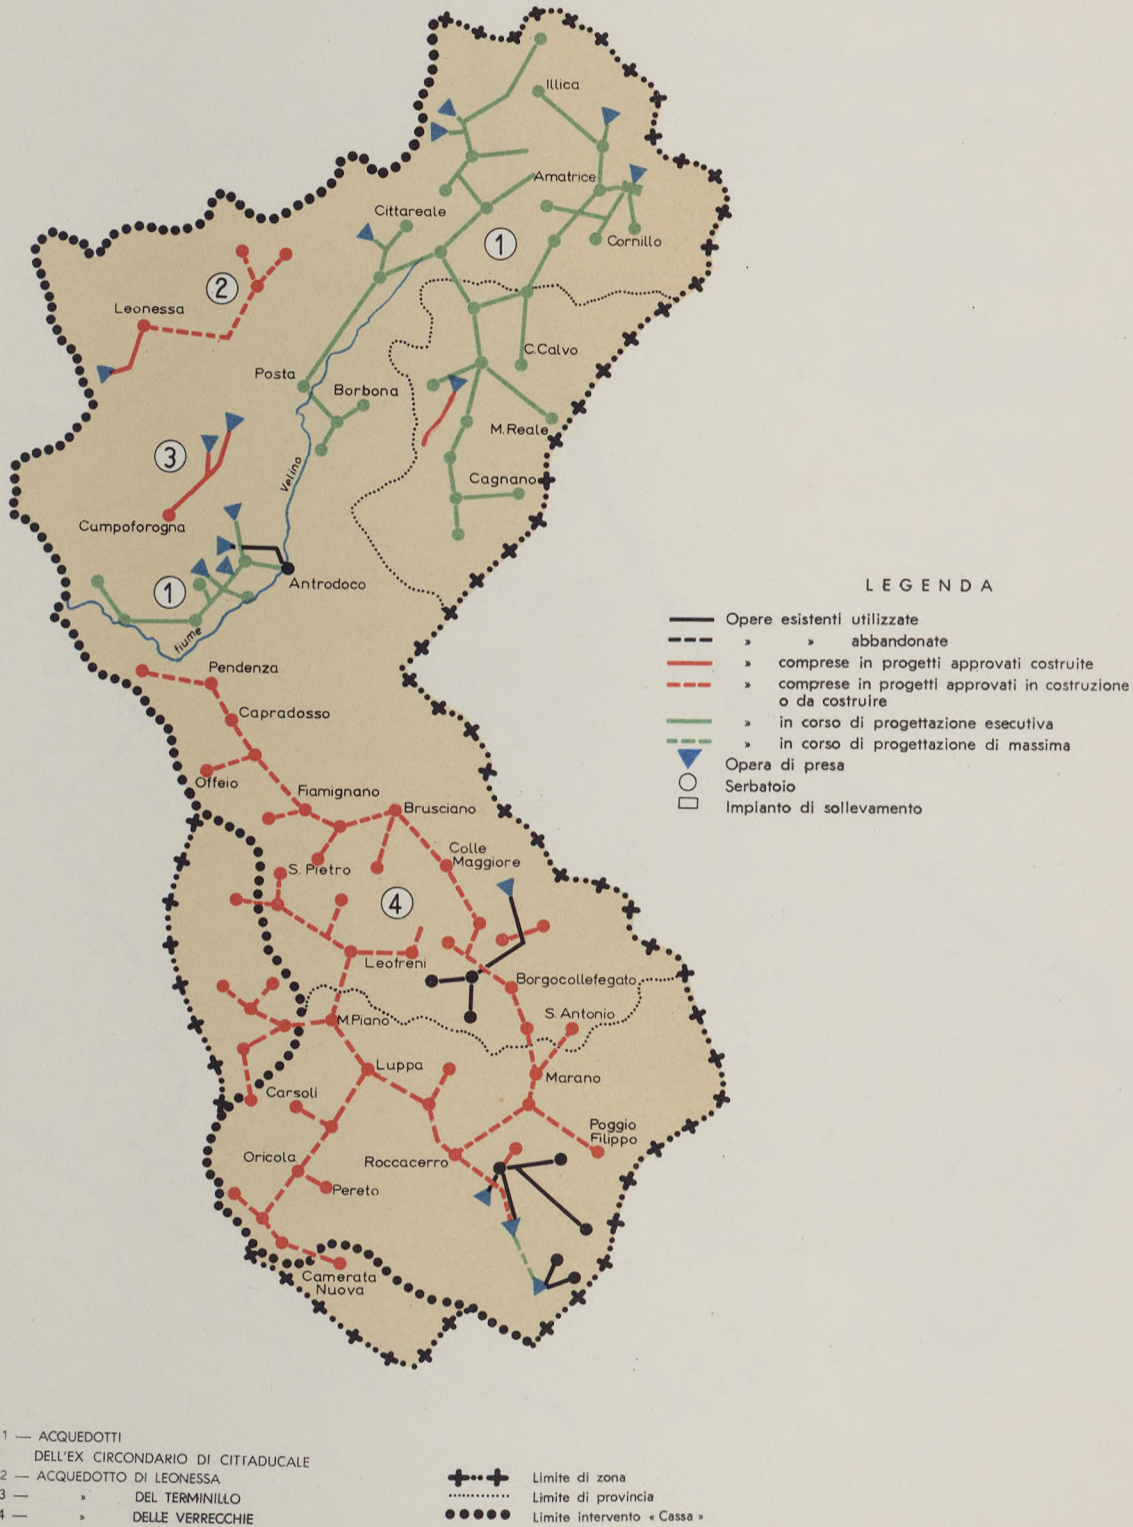 Illica
Amatrice
Cittareale
1
Cornillo
2
Leonessa
C.Calvo
Posta
Borbona
M.Reale
3
Velino
Cagnano
Cumpoforogna
Antrodoco
1
fiume
Pendenza
Capradosso
Offeio
Fiamignano
Brusciano
Colle
Maggiore
S. Pietro
4
Leofreni
Borgocollefegato
S. Antonio
M.Piano
Luppa
Marano
Carsoli
Poggio
Filippo
Oricola
Roccacerro
Pereto
Camerata
Nuova
LEGENDA
Opere esistenti utilizzate
» » abbandonate
» comprese in progetti approvati costruite
» comprese in progetti approvati in costruzione
o da costruire
» in corso di progettazione esecutiva
» in corso di progettazione di massima
Opera di presa
Serbatoio
Impianto di sollevamento
1 — ACQUEDOTTI
DELL'EX CIRCONDARIO DI CITTADUCALE
2 — ACQUEDOTTO DI LEONESSA
3 — » DEL TERMINILLO
4 — » DELLE VERRECCHIE
Limite di zona
Limite di provincia
Limite intervento « Cassa »